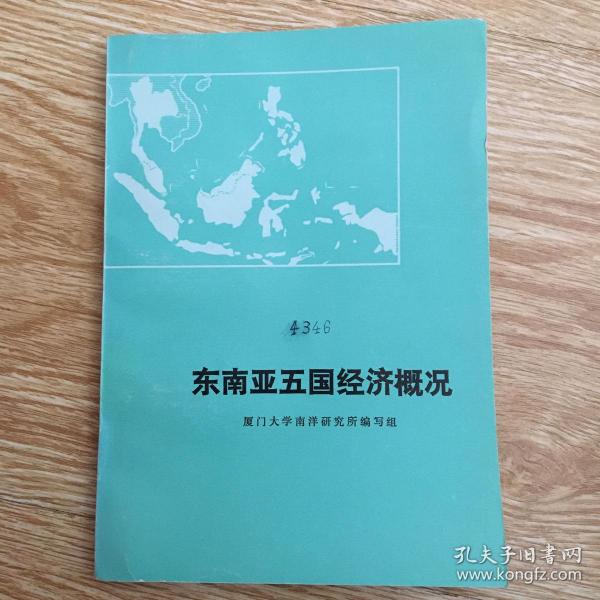 4346
东南亚五国经济概况
厦门大学南洋研究所编写组
孔夫子旧书网
www.kongfz.com